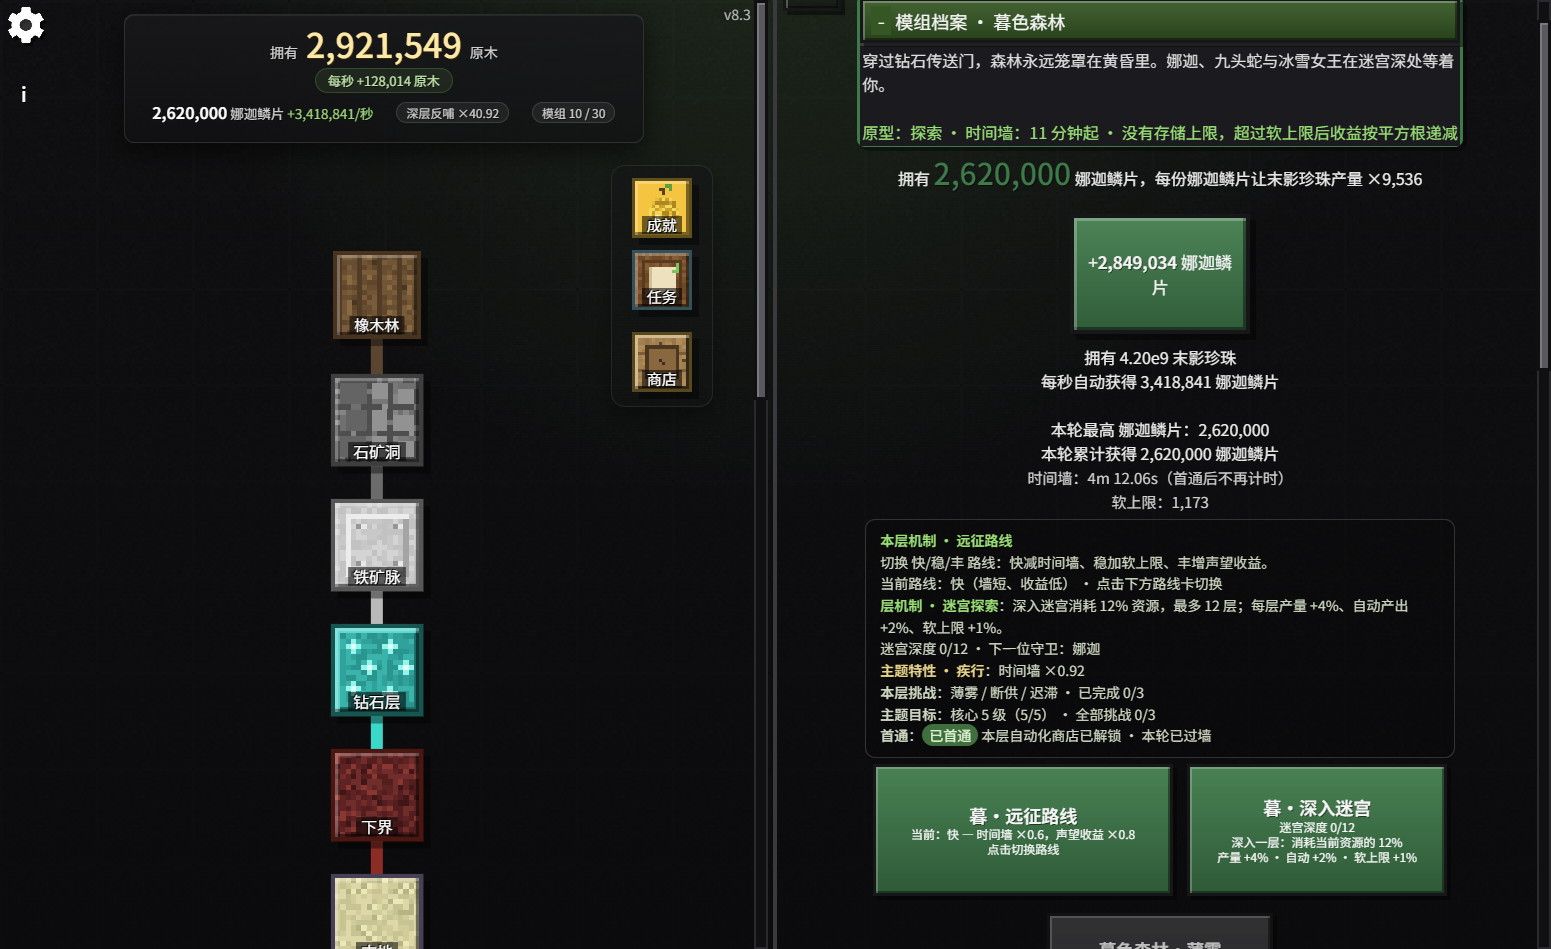 v8.3
拥有 2,921,549 原木
每秒 +128,014 原木
2,620,000 娜迦鳞片 +3,418,841/秒 深层反哺 ×40.92 模组 10 / 30
i
成就
任务
商店
橡木林
石矿洞
铁矿脉
钻石层
下界
- 模组档案 · 暮色森林
穿过钻石传送门，森林永远笼罩在黄昏里。娜迦、九头蛇与冰雪女王在迷宫深处等着
你。
原型：探索 · 时间墙：11 分钟起 · 没有存储上限，超过软上限后收益按平方根递减
拥有 2,620,000 娜迦鳞片，每份娜迦鳞片让末影珍珠产量 ×9,536
+2,849,034 娜迦鳞
片
拥有 4.20e9 末影珍珠
每秒自动获得 3,418,841 娜迦鳞片
本轮最高 娜迦鳞片：2,620,000
本轮累计获得 2,620,000 娜迦鳞片
时间墙：4m 12.06s（首通后不再计时）
软上限：1,173
本层机制 · 远征路线
切换 快/稳/丰 路线：快减时间墙、稳加软上限、丰增声望收益。
当前路线：快（墙短、收益低） · 点击下方路线卡切换
层机制 · 迷宫探索：深入迷宫消耗 12% 资源，最多 12 层；每层产量 +4%、自动产出
+2%、软上限 +1%。
迷宫深度 0/12 · 下一位守卫：娜迦
主题特性 · 疾行：时间墙 ×0.92
本层挑战：薄雾 / 断供 / 迟滞 · 已完成 0/3
主题目标：核心 5 级（5/5） · 全部挑战 0/3
首通： 已首通 本层自动化商店已解锁 · 本轮已过墙
暮·远征路线
当前：快 — 时间墙 ×0.6，声望收益 ×0.8
点击切换路线
暮·深入迷宫
迷宫深度 0/12
深入一层：消耗当前资源的 12%
产量 +4% · 自动 +2% · 软上限 +1%